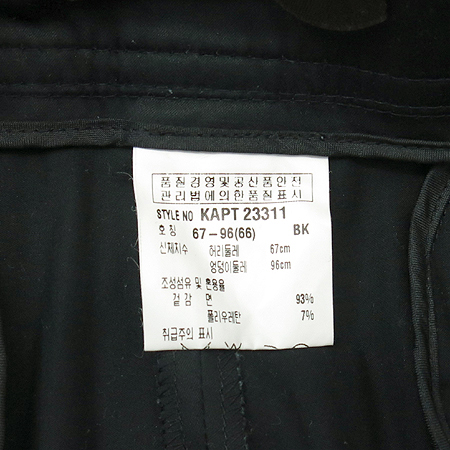 품질경영및공산품안전
관리법에의한품질표시
STYLE NO KAPT 23311
호칭 67-96(66) BK
신체치수 허리둘레 67cm
엉덩이둘레 96cm
조성섬유 및 혼용율
겉감 면 93%
폴리우레탄 7%
취급주의 표시